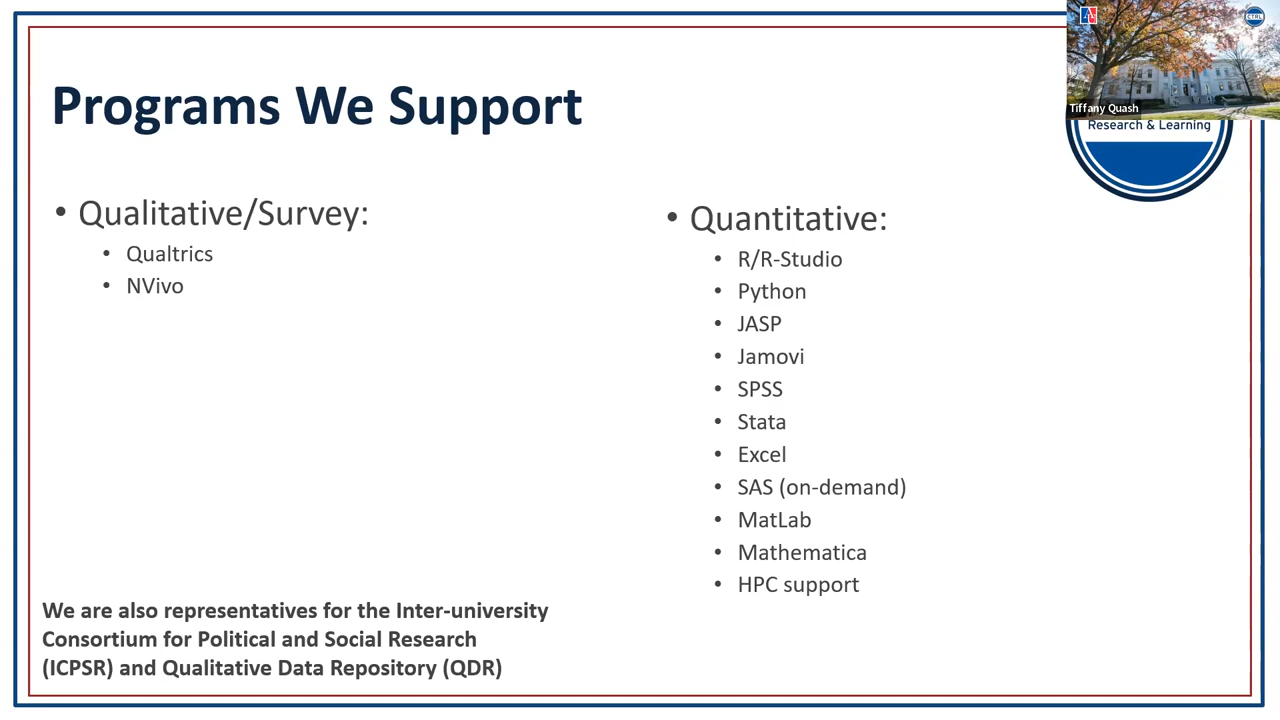 Programs We Support
Tiffany Quash
CTRL
Research & Learning
• Qualitative/Survey:
• Qualtrics
• NVivo
• Quantitative:
• R/R-Studio
• Python
• JASP
• Jamovi
• SPSS
• Stata
• Excel
• SAS (on-demand)
• MatLab
• Mathematica
• HPC support
We are also representatives for the Inter-university
Consortium for Political and Social Research
(ICPSR) and Qualitative Data Repository (QDR)